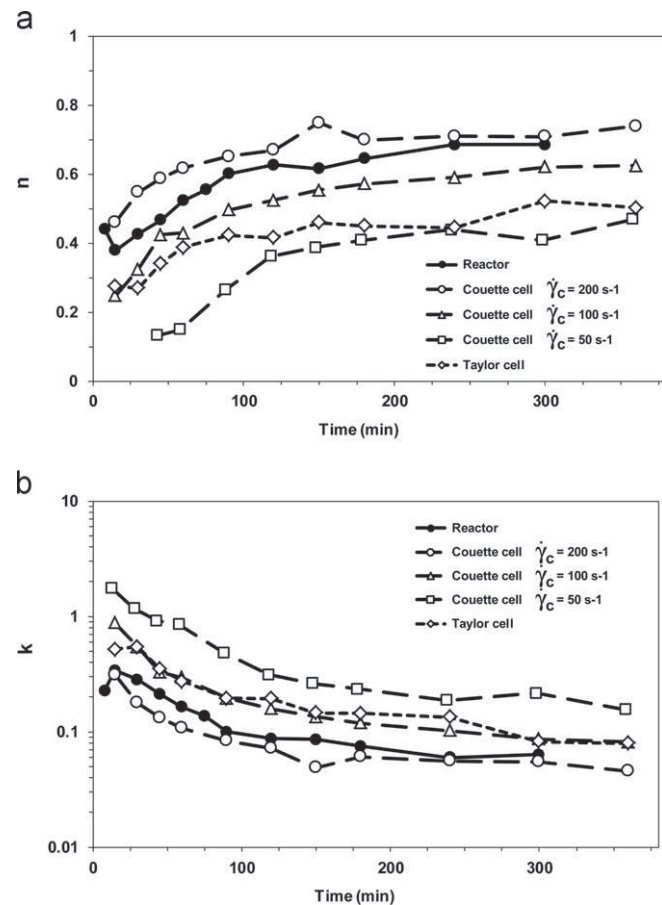 a
1
0.8
0.6
0.4
0.2
0
n
0 100 200 300
Time (min)
Reactor
Couette cell γ̇c = 200 s-1
Couette cell γ̇c = 100 s-1
Couette cell γ̇c = 50 s-1
Taylor cell
b
10
1
0.1
0.01
k
0 100 200 300
Time (min)
Reactor
Couette cell γ̇c = 200 s-1
Couette cell γ̇c = 100 s-1
Couette cell γ̇c = 50 s-1
Taylor cell